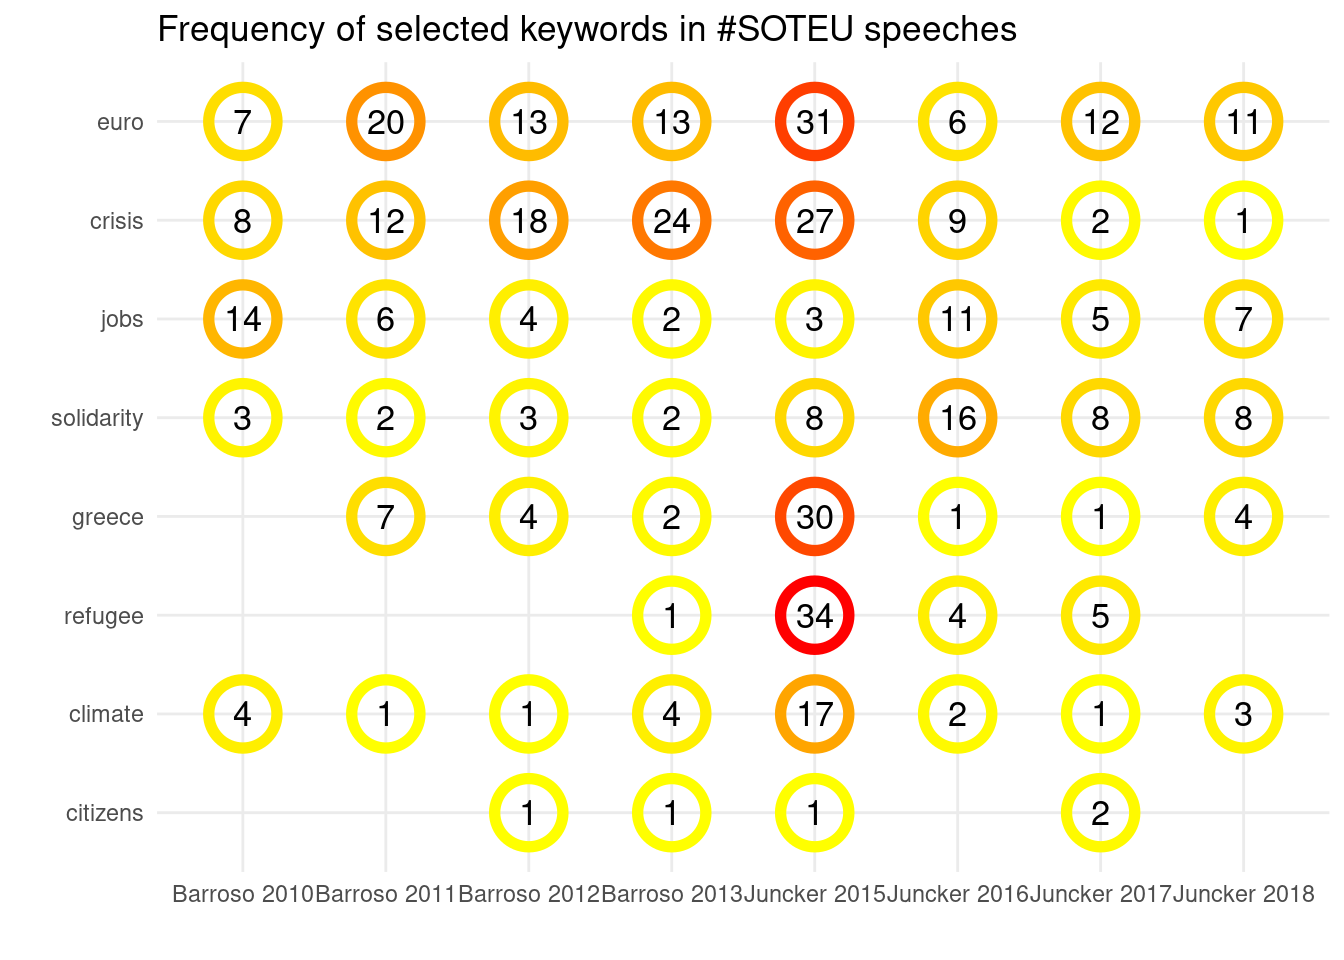 Frequency of selected keywords in #SOTEU speeches
euro 7 20 13 13 31 6 12 11
crisis 8 12 18 24 27 9 2 1
jobs 14 6 4 2 3 11 5 7
solidarity 3 2 3 2 8 16 8 8
greece 7 4 2 30 1 1 4
refugee 1 34 4 5
climate 4 1 1 4 17 2 1 3
citizens 1 1 1 2
Barroso 2010 Barroso 2011 Barroso 2012 Barroso 2013 Juncker 2015 Juncker 2016 Juncker 2017 Juncker 2018